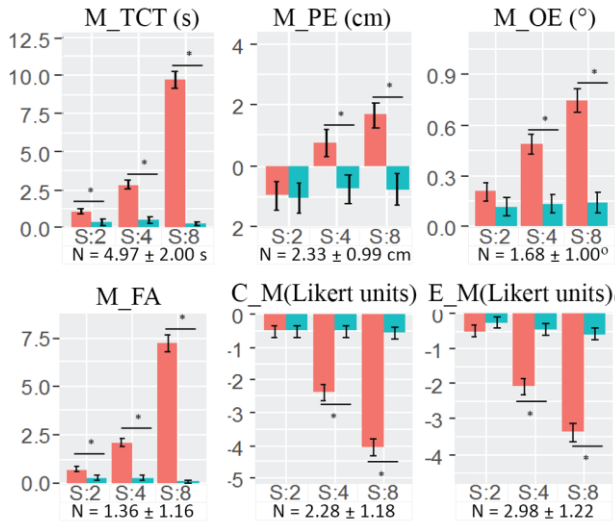 M_TCT (s)
12.5
10.0
7.5
5.0
2.5
0.0
* * *
S:2 S:4 S:8
N = 4.97 ± 2.00 s
M_PE (cm)
4
2
0
2
* *
S:2 S:4 S:8
N = 2.33 ± 0.99 cm
M_OE (°)
0.9
0.6
0.3
0.0
* *
S:2 S:4 S:8
N = 1.68 ± 1.00°
M_FA
7.5
5.0
2.5
0.0
* * *
S:2 S:4 S:8
N = 1.36 ± 1.16
C_M(Likert units)
0
-1
-2
-3
-4
-5
* *
S:2 S:4 S:8
N = 2.28 ± 1.18
E_M(Likert units)
0
-1
-2
-3
-4
* *
S:2 S:4 S:8
N = 2.98 ± 1.22